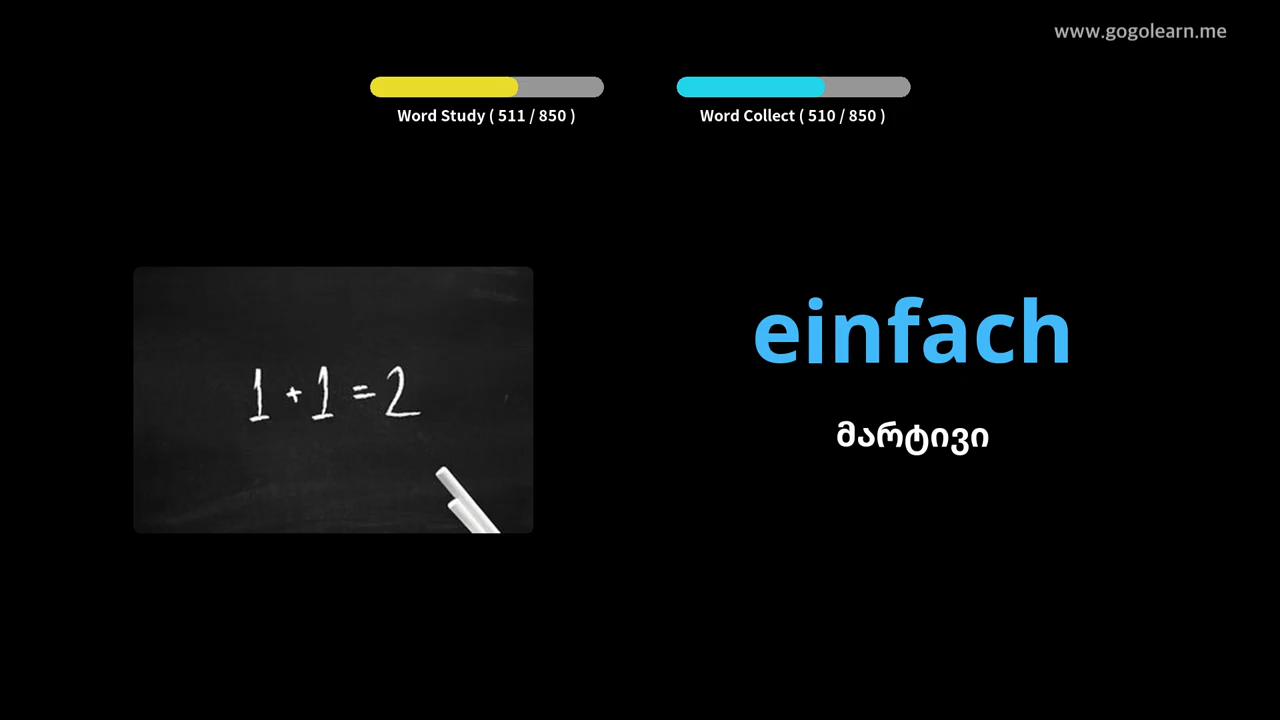 www.gogolearn.me
Word Study ( 511 / 850 )
Word Collect ( 510 / 850 )
1 + 1 = 2
einfach
მარტივი